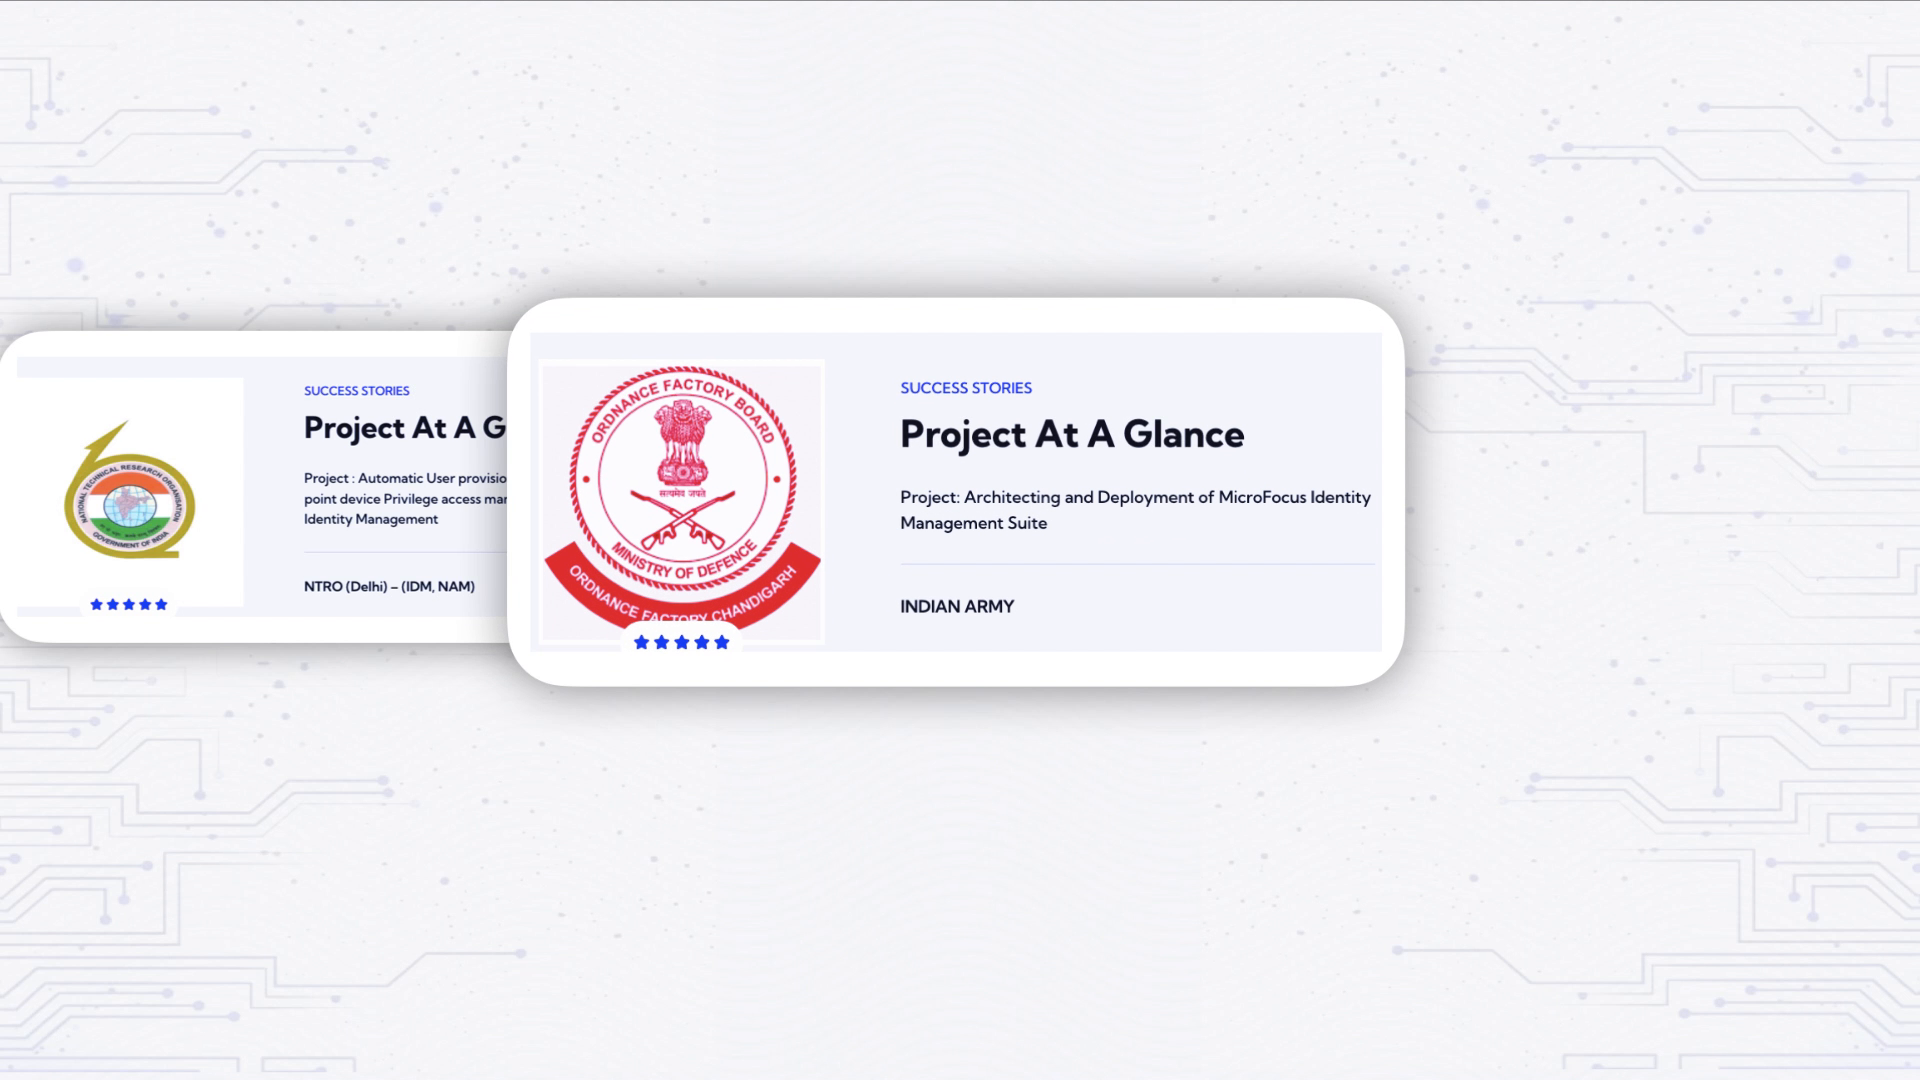 SUCCESS STORIES
Project At A G
Project : Automatic User provisio
point device Privilege access mar
Identity Management
NTRO (Delhi) – (IDM, NAM)
NATIONAL TECHNICAL RESEARCH ORGANISATION
GOVERNMENT OF INDIA
ORDNANCE FACTORY BOARD
सत्यमेव जयते
MINISTRY OF DEFENCE
ORDNANCE FACTORY CHANDIGARH
SUCCESS STORIES
Project At A Glance
Project: Architecting and Deployment of MicroFocus Identity
Management Suite
INDIAN ARMY